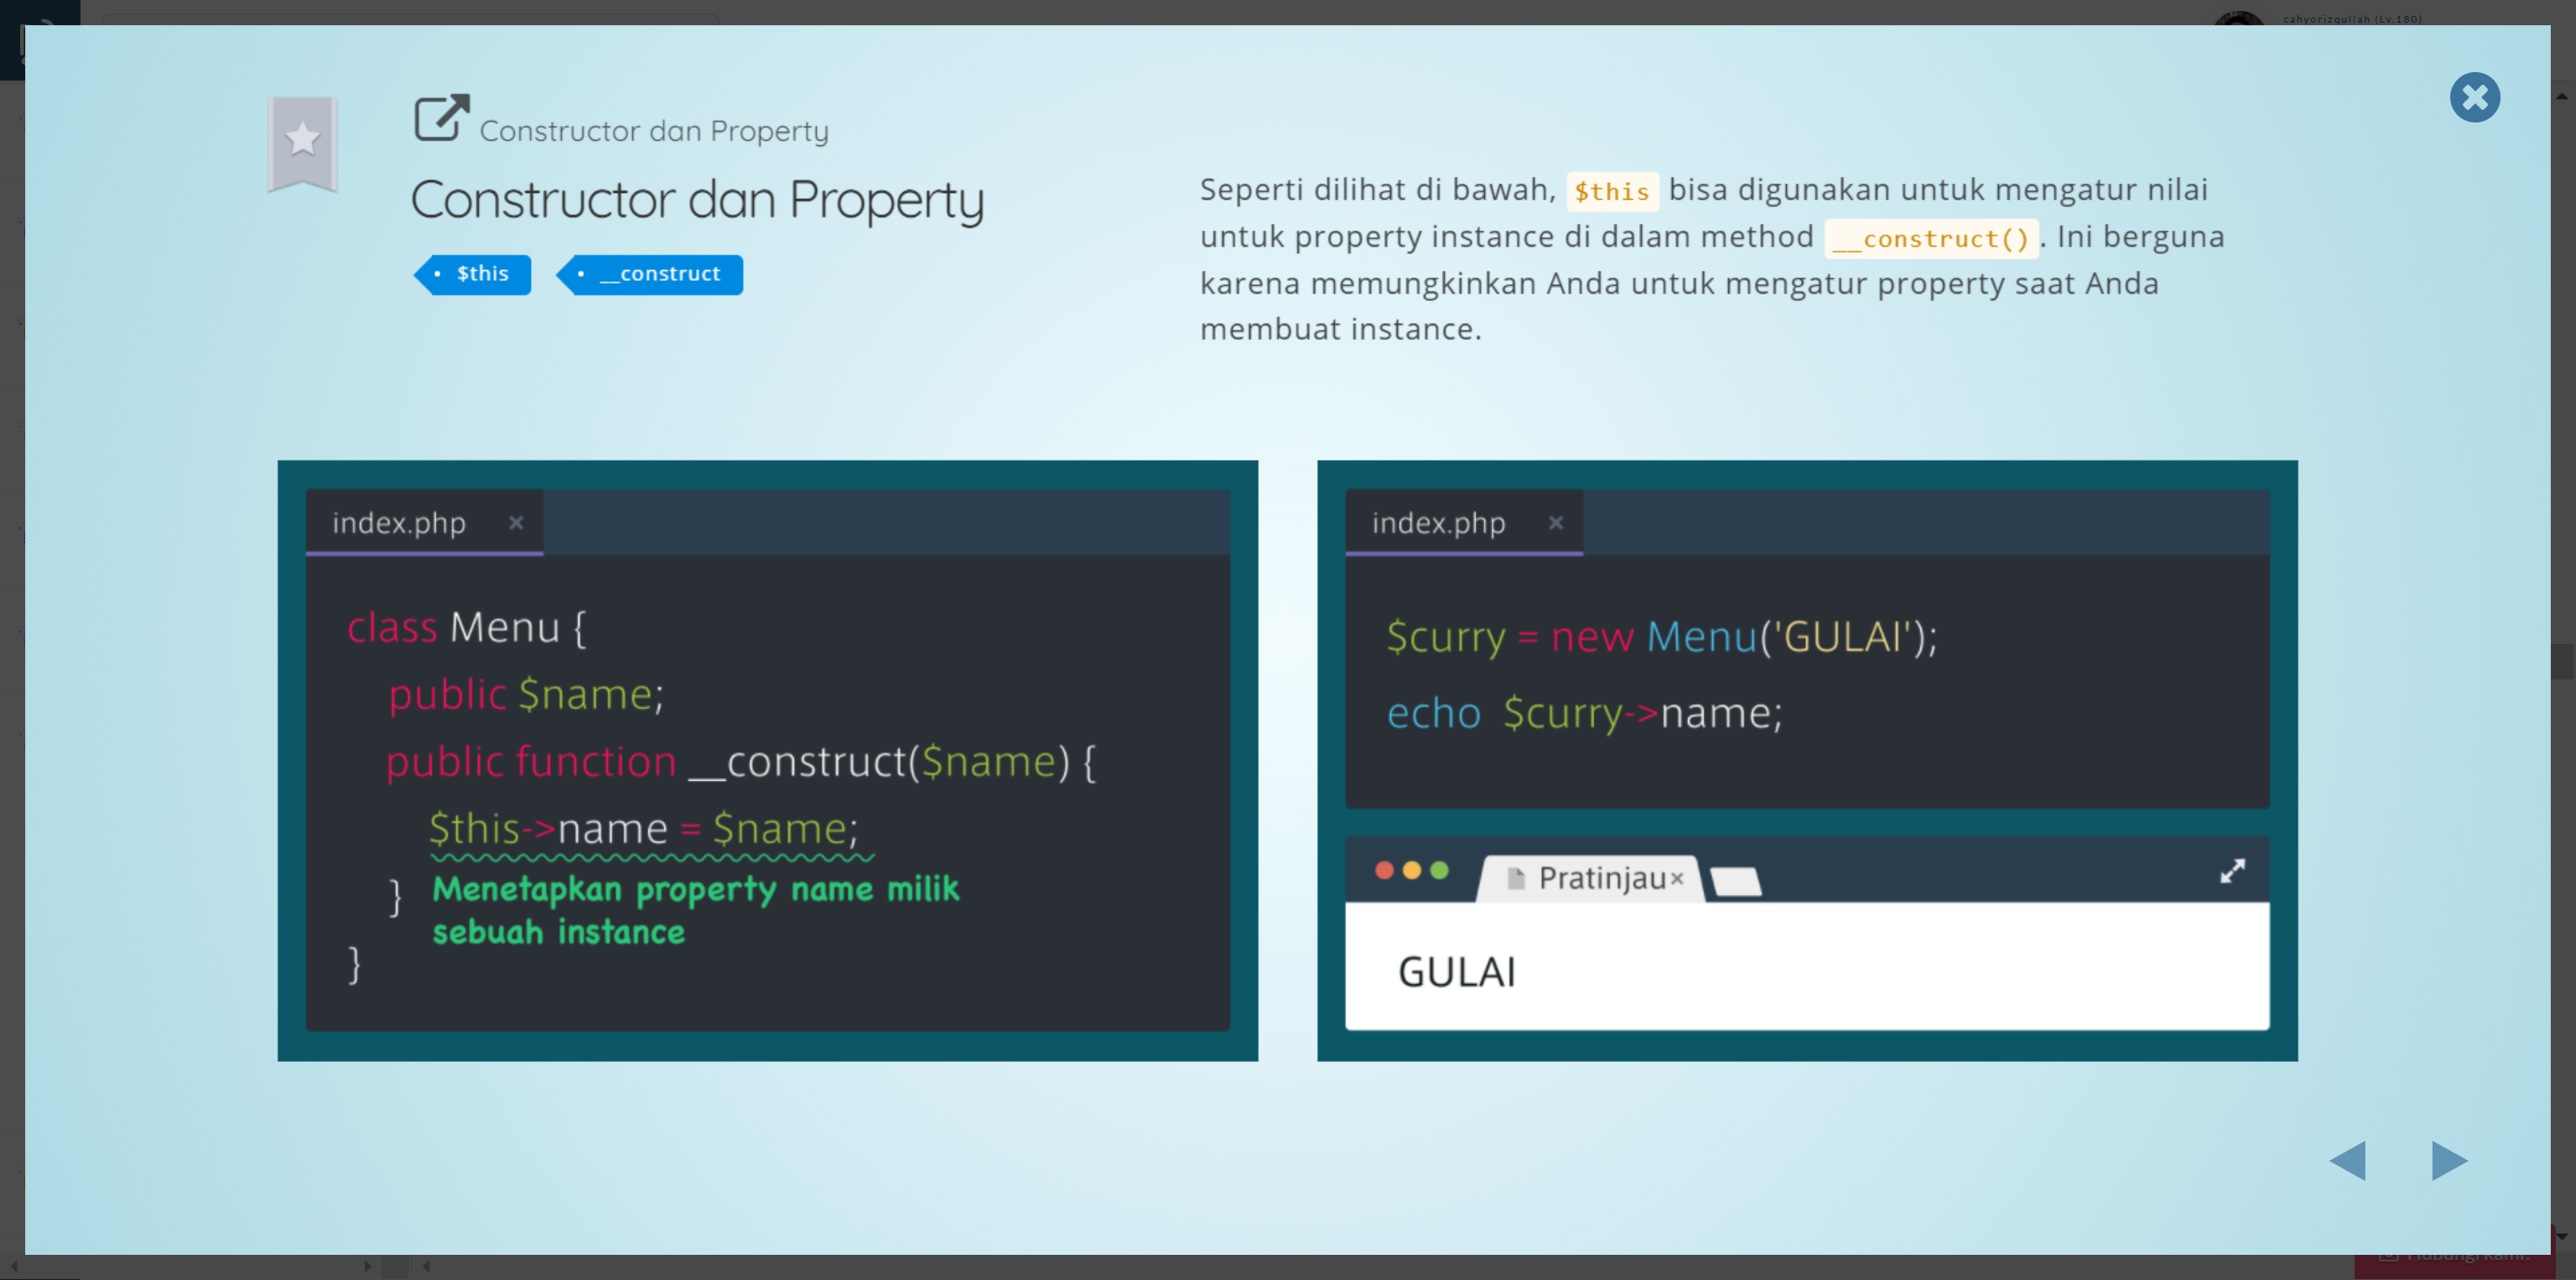 cahyorizqullah (Lv.180)
Constructor dan Property
Constructor dan Property
$this
__construct
Seperti dilihat di bawah, $this bisa digunakan untuk mengatur nilai
untuk property instance di dalam method __construct(). Ini berguna
karena memungkinkan Anda untuk mengatur property saat Anda
membuat instance.
index.php
class Menu {
public $name;
public function __construct($name) {
$this->name = $name;
} Menetapkan property name milik
sebuah instance
}
index.php
$curry = new Menu('GULAI');
echo $curry->name;
Pratinjau
GULAI